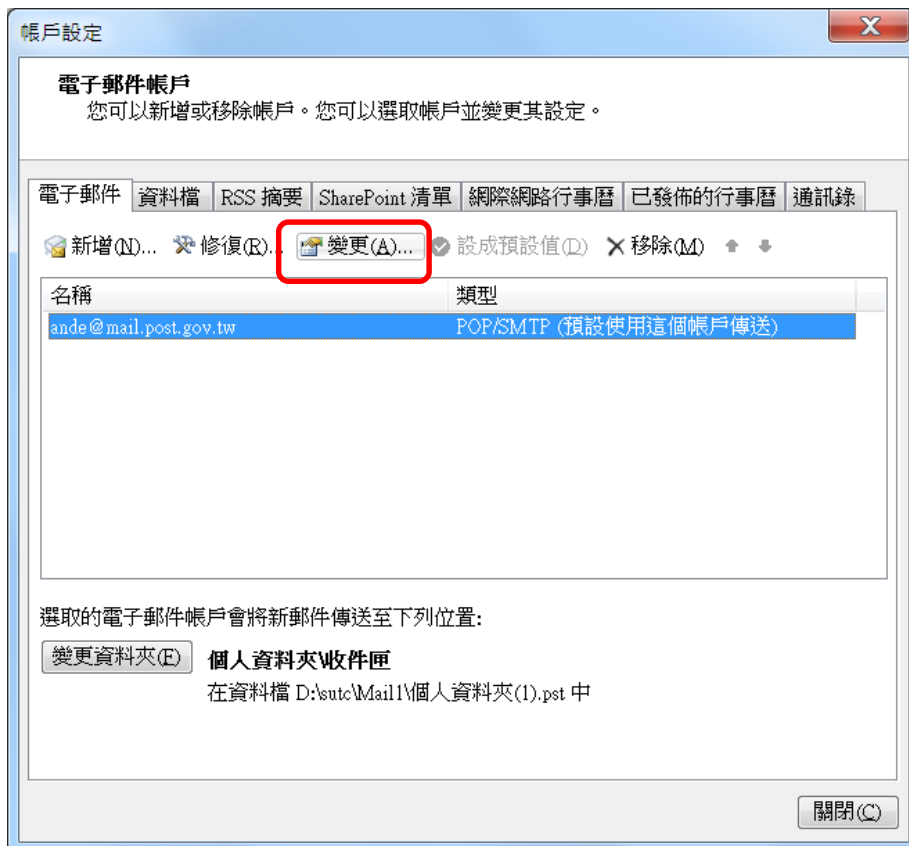 帳戶設定
X
電子郵件帳戶
您可以新增或移除帳戶。您可以選取帳戶並變更其設定。
電子郵件 資料檔 RSS 摘要 SharePoint 清單 網際網路行事曆 已發佈的行事曆 通訊錄
新增(N)... 修復(R)... 變更(A)... 設成預設值(D) 移除(M)
名稱 類型
ande@mail.post.gov.tw POP/SMTP (預設使用這個帳戶傳送)
選取的電子郵件帳戶會將新郵件傳送至下列位置:
變更資料夾(F) 個人資料夾\收件匣
在資料檔 D:\sutc\Mail1\個人資料夾(1).pst 中
關閉(C)